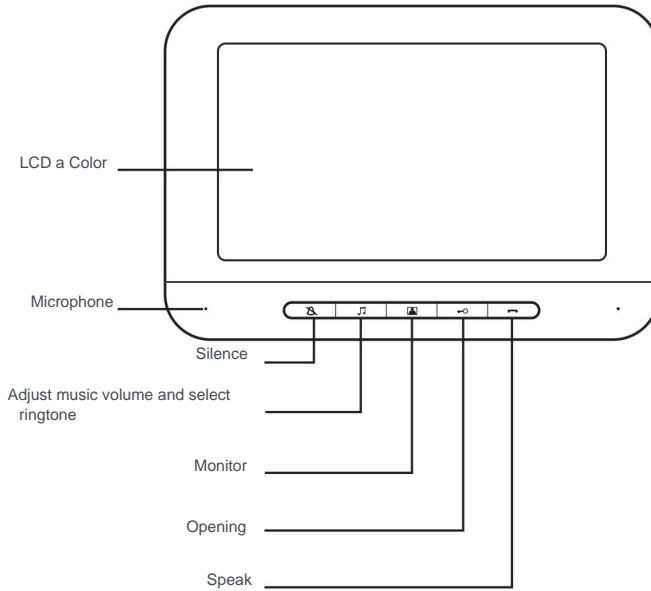 LCD a Color
Microphone
Silence
Adjust music volume and select
ringtone
Monitor
Opening
Speak